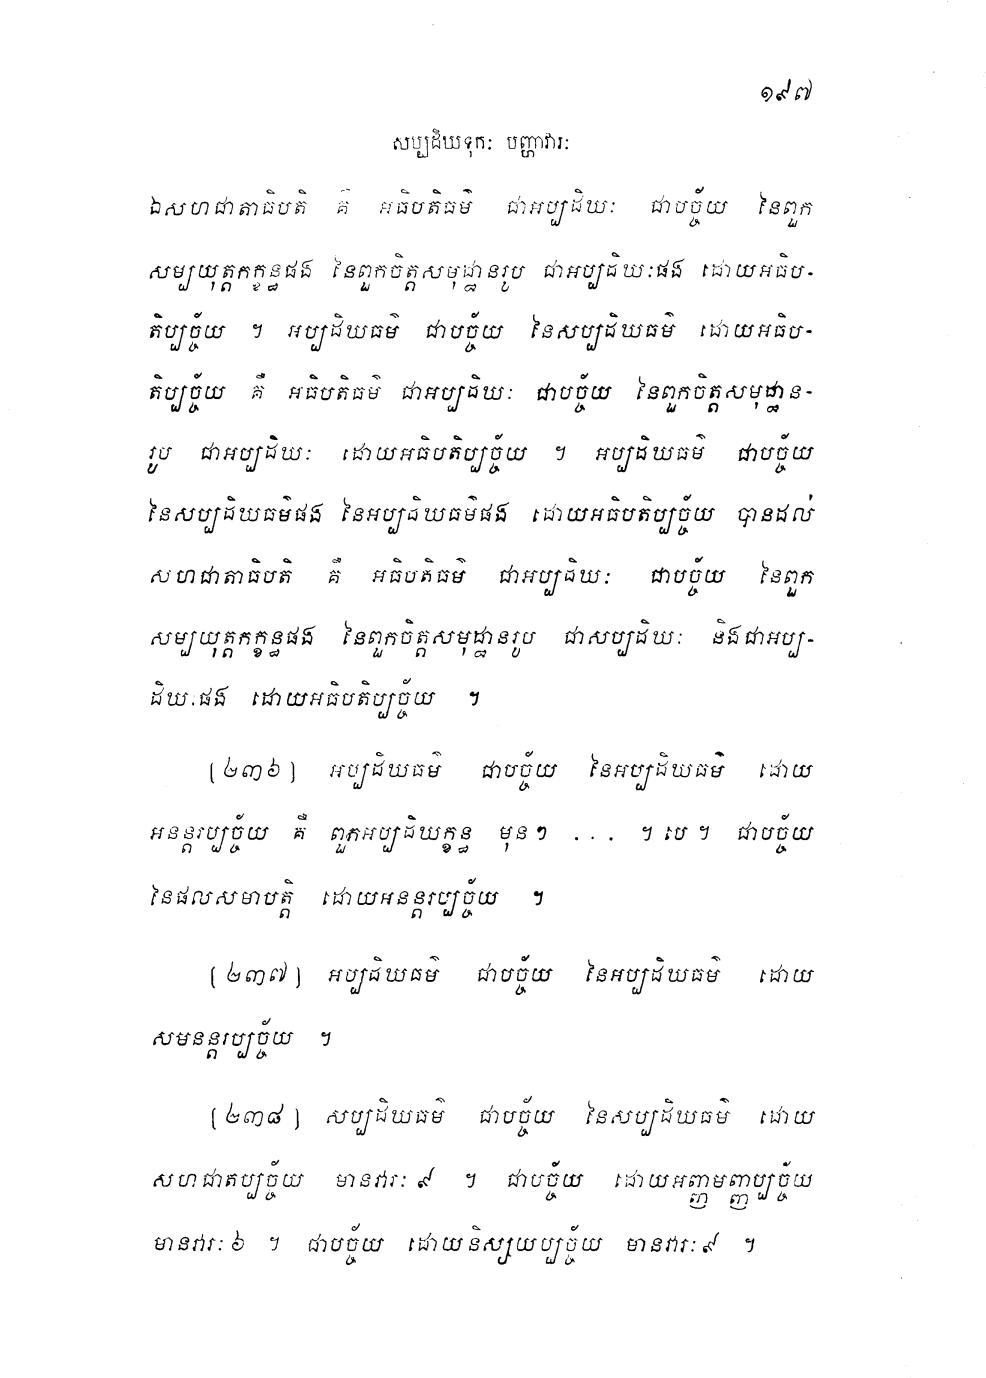 ១៩៧
សប្បដិឃទុក: បញ្ហាវារ:
ឯសហជាតាធិបតិ គឺ អធិបតិធម៌ ជាអប្បដិឃៈ ជាបច្ច័យ នៃពួក
សម្បយុត្តកក្ខន្ធផង នៃពួកចិត្តសមុដ្ឋានរូប ជាអប្បដិឃៈផង ដោយអធិប-
តិប្បច្ច័យ ។ អប្បដិឃធម៌ ជាបច្ច័យ នៃសប្បដិឃធម៌ ដោយអធិប-
តិប្បច្ច័យ គឺ អធិបតិធម៌ ជាអប្បដិឃៈ ជាបច្ច័យ នៃពួកចិត្តសមុដ្ឋាន-
រូប ជាអប្បដិឃៈ ដោយអធិបតិប្បច្ច័យ ។ អប្បដិឃធម៌ ជាបច្ច័យ
នៃសប្បដិឃធម៌ផង នៃអប្បដិឃធម៌ផង ដោយអធិបតិប្បច្ច័យ បានដល់
សហជាតាធិបតិ គឺ អធិបតិធម៌ ជាអប្បដិឃៈ ជាបច្ច័យ នៃពួក
សម្បយុត្តកក្ខន្ធផង នៃពួកចិត្តសមុដ្ឋានរូប ជាសប្បដិឃៈ និងជាអប្ប-
ដិឃៈផង ដោយអធិបតិប្បច្ច័យ ។
(២៣៦) អប្បដិឃធម៌ ជាបច្ច័យ នៃអប្បដិឃធម៌ ដោយ
អនន្តរប្បច្ច័យ គឺ ពួកអប្បដិឃក្ខន្ធ មុនៗ ... ។ បេ ។ ជាបច្ច័យ
នៃផលសមាបត្តិ ដោយអនន្តរប្បច្ច័យ ។
(២៣៧) អប្បដិឃធម៌ ជាបច្ច័យ នៃអប្បដិឃធម៌ ដោយ
សមនន្តរប្បច្ច័យ ។
(២៣៨) សប្បដិឃធម៌ ជាបច្ច័យ នៃសប្បដិឃធម៌ ដោយ
សហជាតប្បច្ច័យ មានវារៈ ៩ ។ ជាបច្ច័យ ដោយអញ្ញមញ្ញប្បច្ច័យ
មានវារៈ ៦ ។ ជាបច្ច័យ ដោយនិស្សយប្បច្ច័យ មានវារៈ ៩ ។